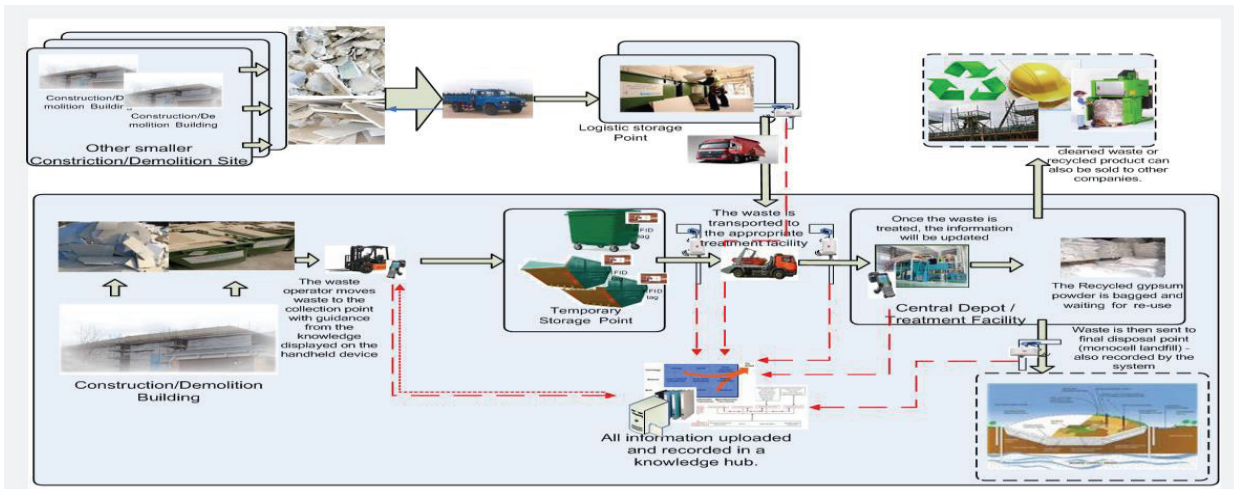 Construction/D
emolition Build
Construction/De
molition Building
Other smaller
Constriction/Demolition Site
Logistic storage
Point
cleaned waste or
recycled product can
also be sold to other
companies.
The waste
operator moves
waste to the
collection point
with guidance
from the
knowledge
displayed on the
handheld device
Construction/Demolition
Building
FID
tag
FID
tag
Temporary
Storage Point
The waste is
transported to
the appropriate
treatment facility
Once the waste is
treated, the information
will be updated
Central Depot /
Treatment Facility
The Recycled gypsum
powder is bagged and
waiting for re-use
Waste is then sent to
final disposal point
(monocell landfill) -
also recorded by the
system
All information uploaded
and recorded in a
knowledge hub.